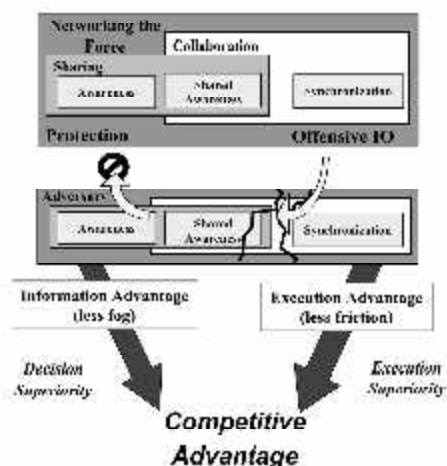 Networking the
Force
Collaboration
Sharing
Awareness
Shared
Awareness
Synchronization
Protection
Offensive IO
Adversary
Awareness
Shared
Awareness
Synchronization
Information Advantage
(less fog)
Execution Advantage
(less friction)
Decision
Superiority
Execution
Superiority
Competitive
Advantage